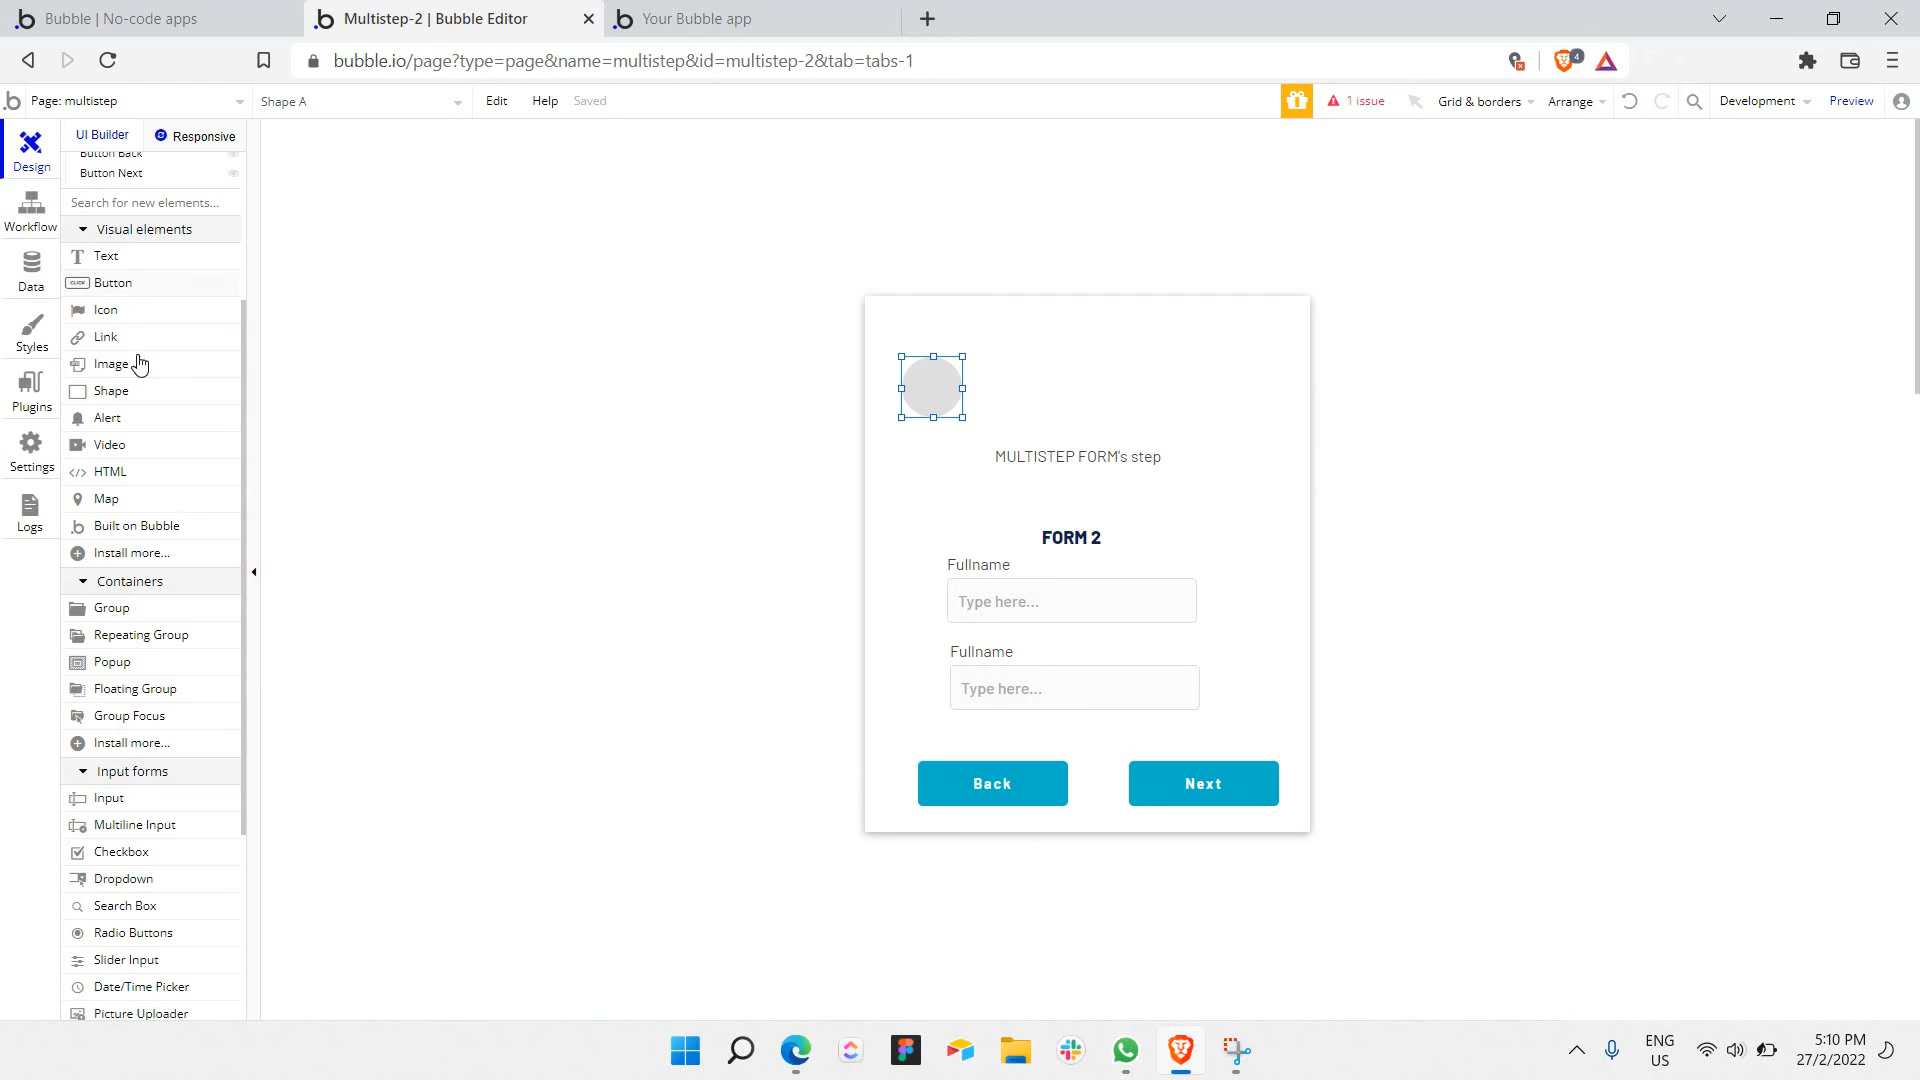 Bubble | No-code apps
Multistep-2 | Bubble Editor
Your Bubble app
bubble.io/page?type=page&name=multistep&id=multistep-2&tab=tabs-1
4
Page: multistep
Shape A
Edit
Help
Saved
1 issue
Grid & borders
Arrange
Development
Preview
Design
Workflow
Data
Styles
Plugins
Settings
Logs
UI Builder
Responsive
Button Back
Button Next
Search for new elements...
Visual elements
Text
CLICK Button
Icon
Link
Image
Shape
Alert
Video
HTML
Map
Built on Bubble
Install more...
Containers
Group
Repeating Group
Popup
Floating Group
Group Focus
Install more...
Input forms
Input
Multiline Input
Checkbox
Dropdown
Search Box
Radio Buttons
Slider Input
Date/Time Picker
Picture Uploader
MULTISTEP FORM's step
FORM 2
Fullname
Type here...
Fullname
Type here...
Back
Next
ENG
US
5:10 PM
27/2/2022